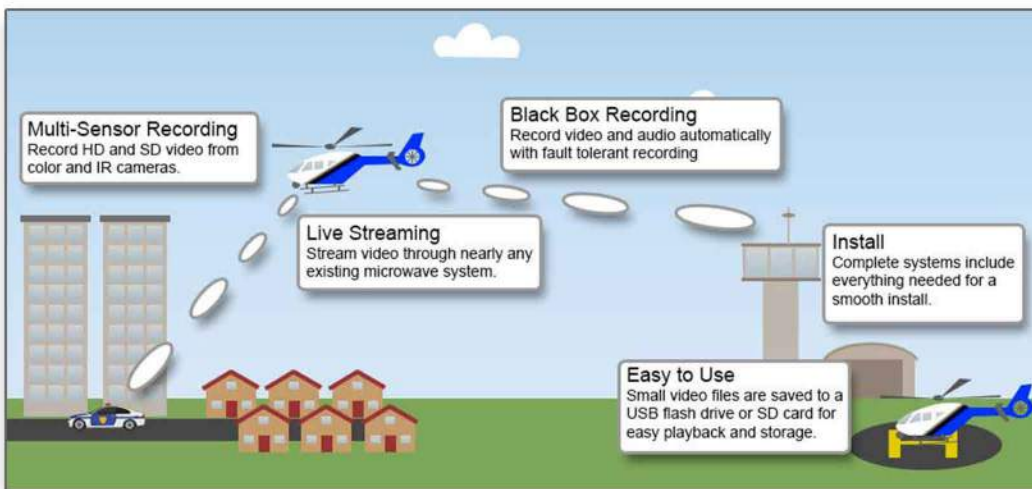 Multi-Sensor Recording
Record HD and SD video from
color and IR cameras.
Black Box Recording
Record video and audio automatically
with fault tolerant recording
Live Streaming
Stream video through nearly any
existing microwave system.
Install
Complete systems include
everything needed for a
smooth install.
Easy to Use
Small video files are saved to a
USB flash drive or SD card for
easy playback and storage.